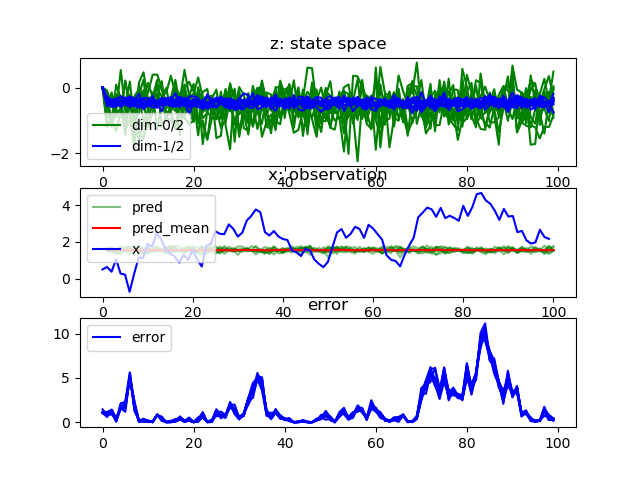 z: state space
0
−2
dim-0/2
dim-1/2
0 20 40 60 80 100
x: observation
4
2
0
pred
pred_mean
x
0 20 40 60 80 100
error
10
5
0
error
0 20 40 60 80 100